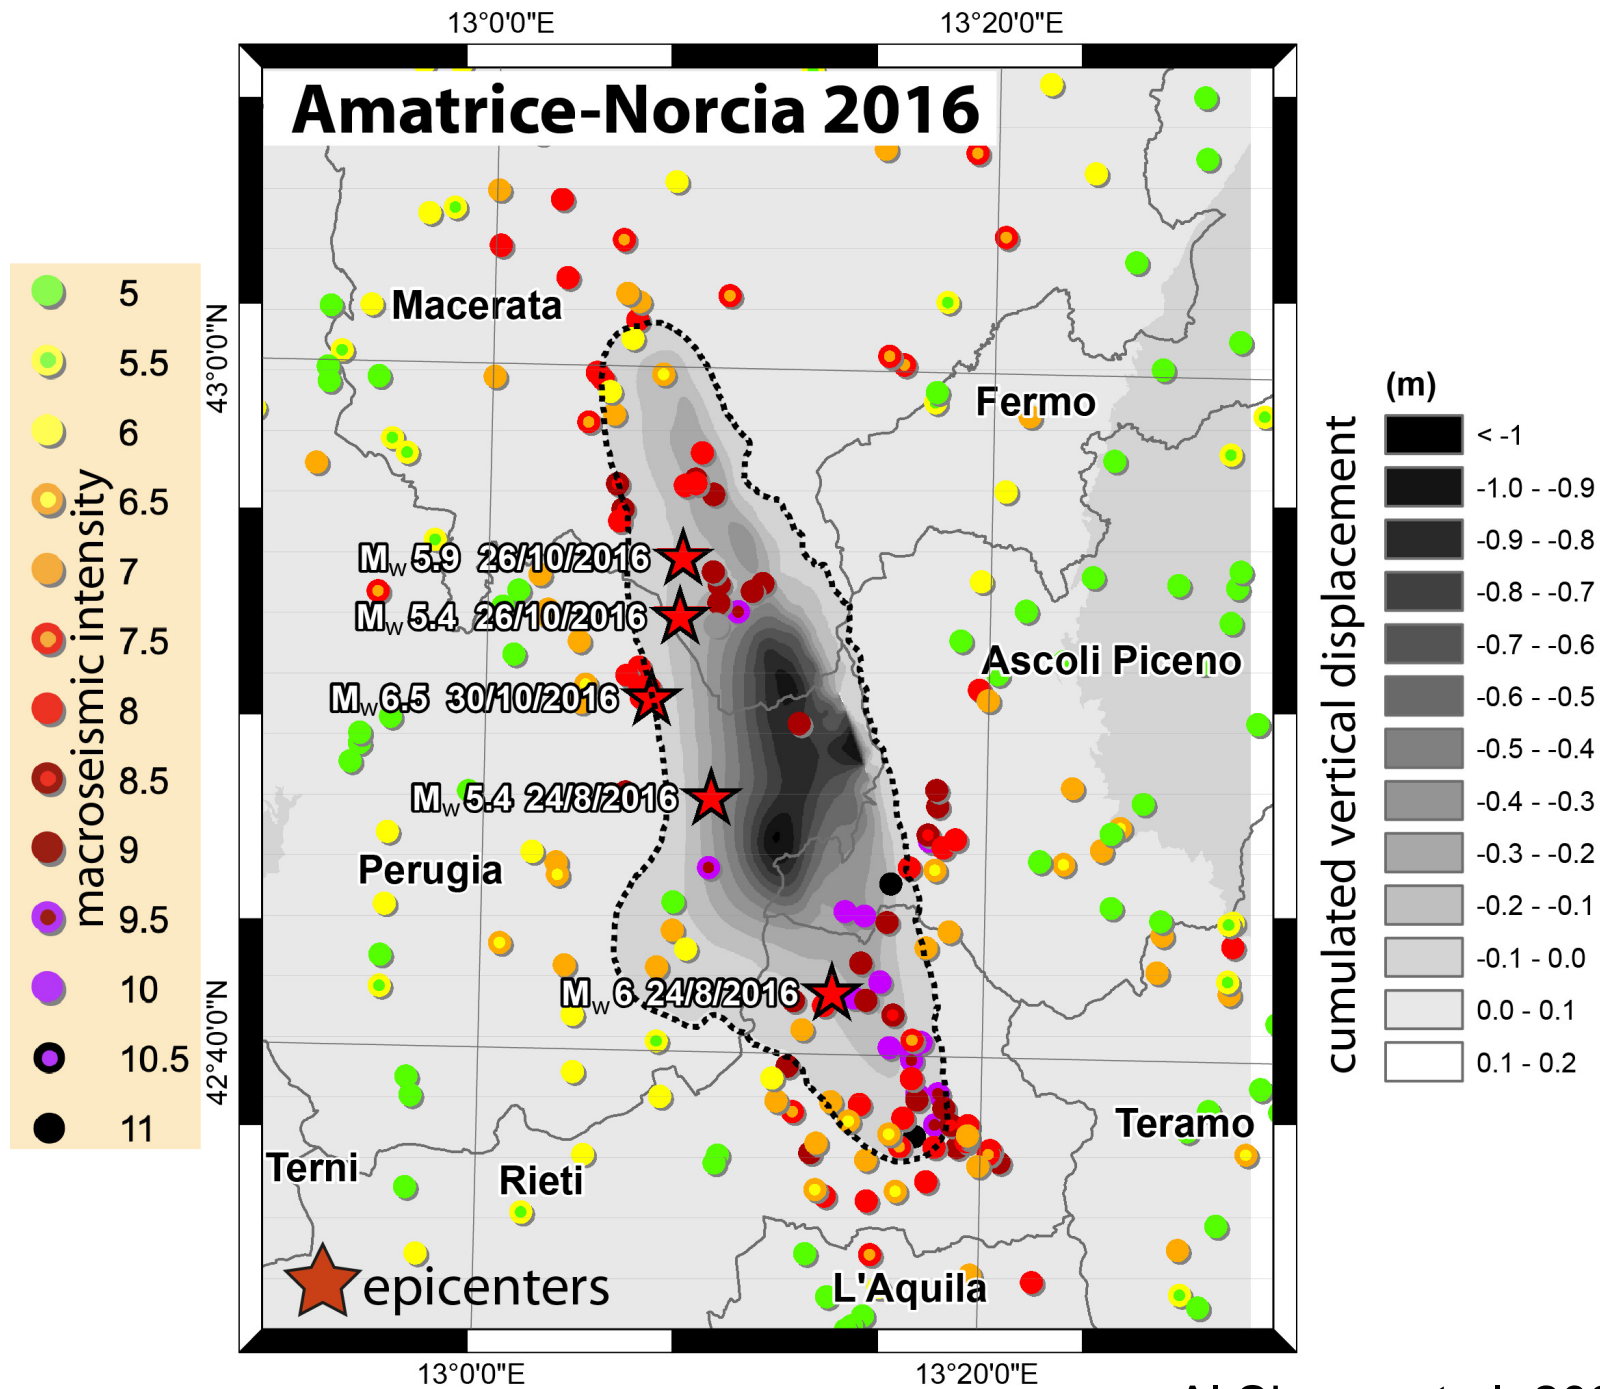 13°0'0"E 13°20'0"E
Amatrice-Norcia 2016
macroseismic intensity
5
5.5
6
6.5
7
7.5
8
8.5
9
9.5
10
10.5
11
43°0'0"N
42°40'0"N
Macerata
Fermo
Mw 5.9 26/10/2016
Mw 5.4 26/10/2016
Ascoli Piceno
Mw 6.5 30/10/2016
Mw 5.4 24/8/2016
Perugia
Mw 6 24/8/2016
Teramo
Terni
Rieti
L'Aquila
epicenters
cumulated vertical displacement
(m)
< -1
-1.0 - -0.9
-0.9 - -0.8
-0.8 - -0.7
-0.7 - -0.6
-0.6 - -0.5
-0.5 - -0.4
-0.4 - -0.3
-0.3 - -0.2
-0.2 - -0.1
-0.1 - 0.0
0.0 - 0.1
0.1 - 0.2
13°0'0"E 13°20'0"E